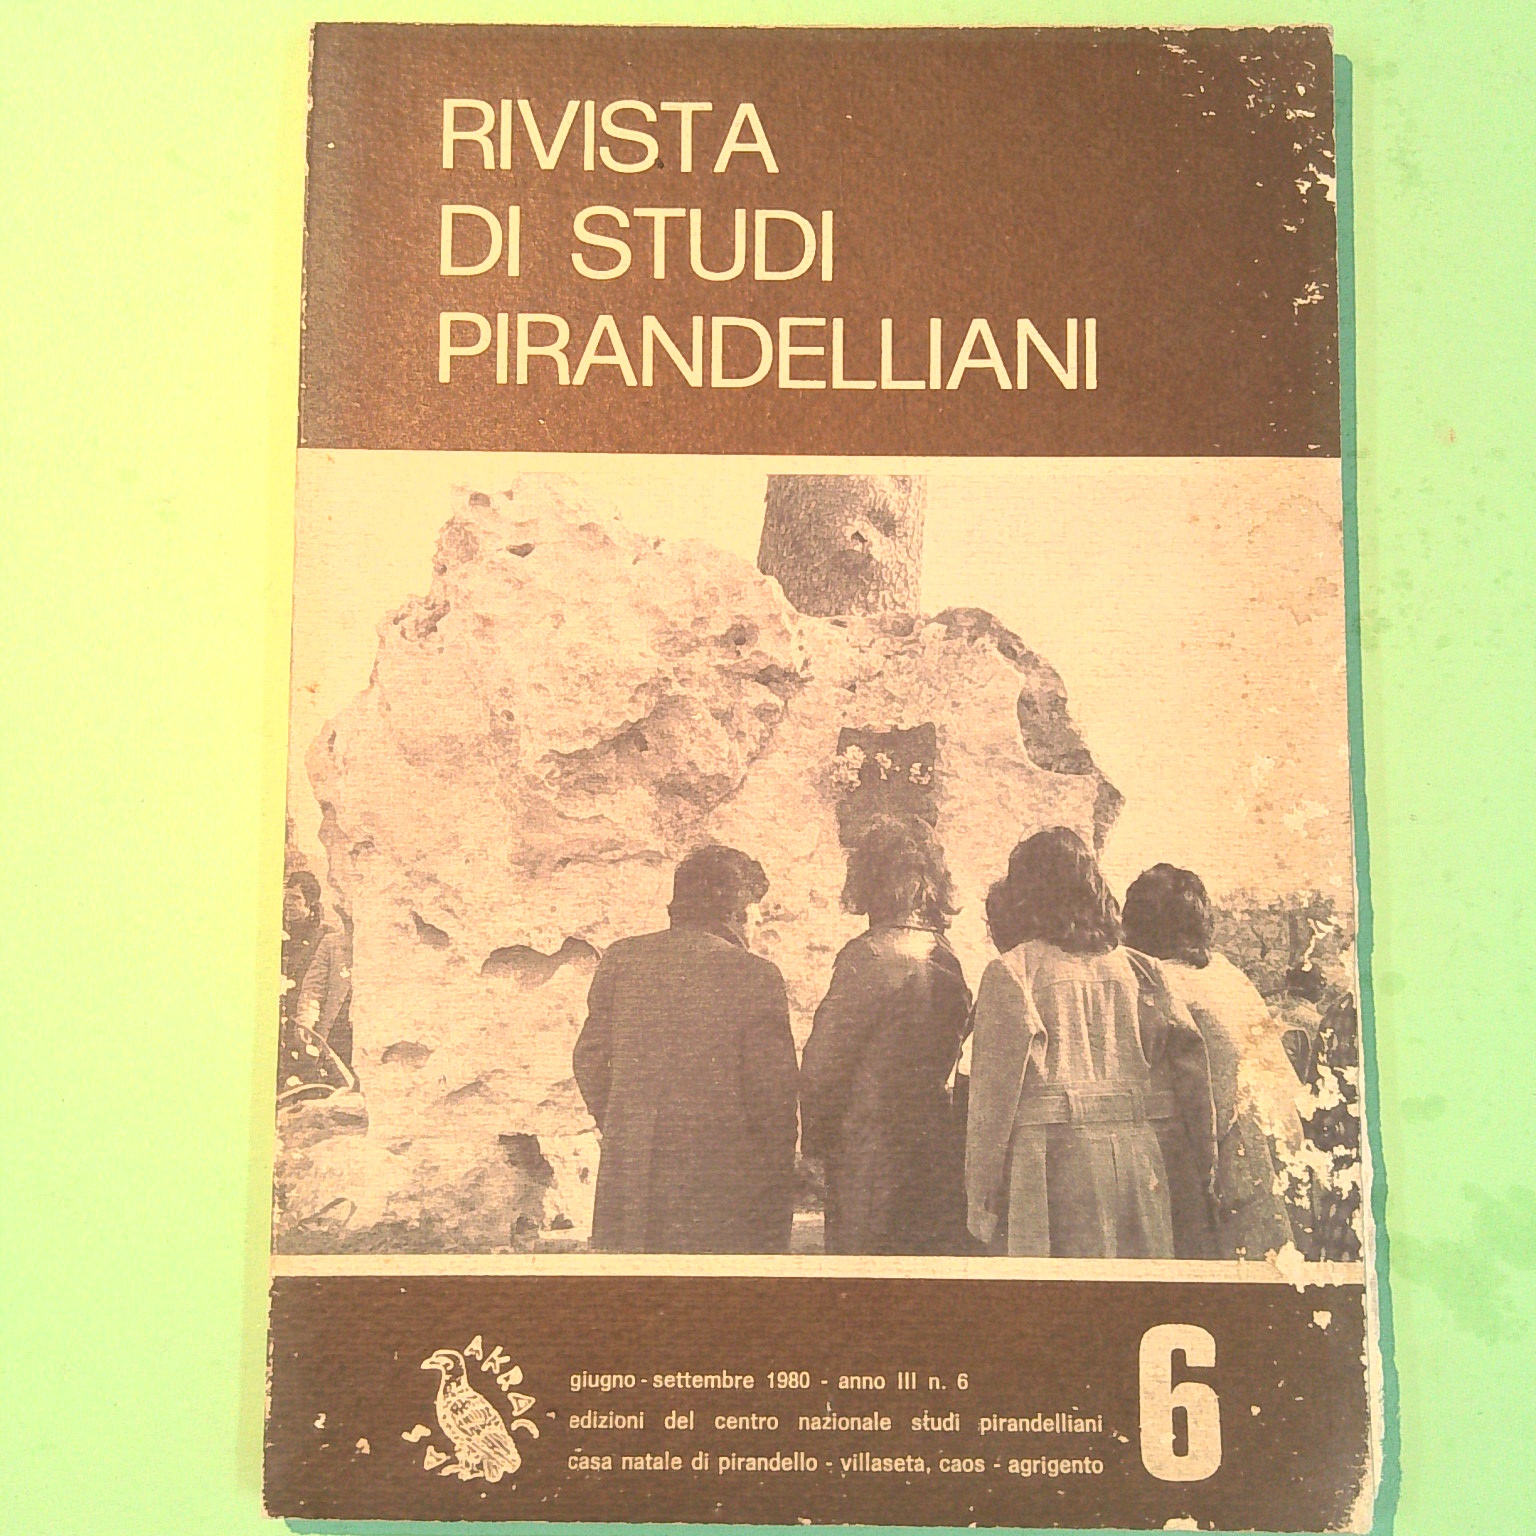 RIVISTA
DI STUDI
PIRANDELLIANI
giugno - settembre 1980 - anno III n. 6
edizioni del centro nazionale studi pirandelliani
casa natale di pirandello - villaseta, caos - agrigento
6